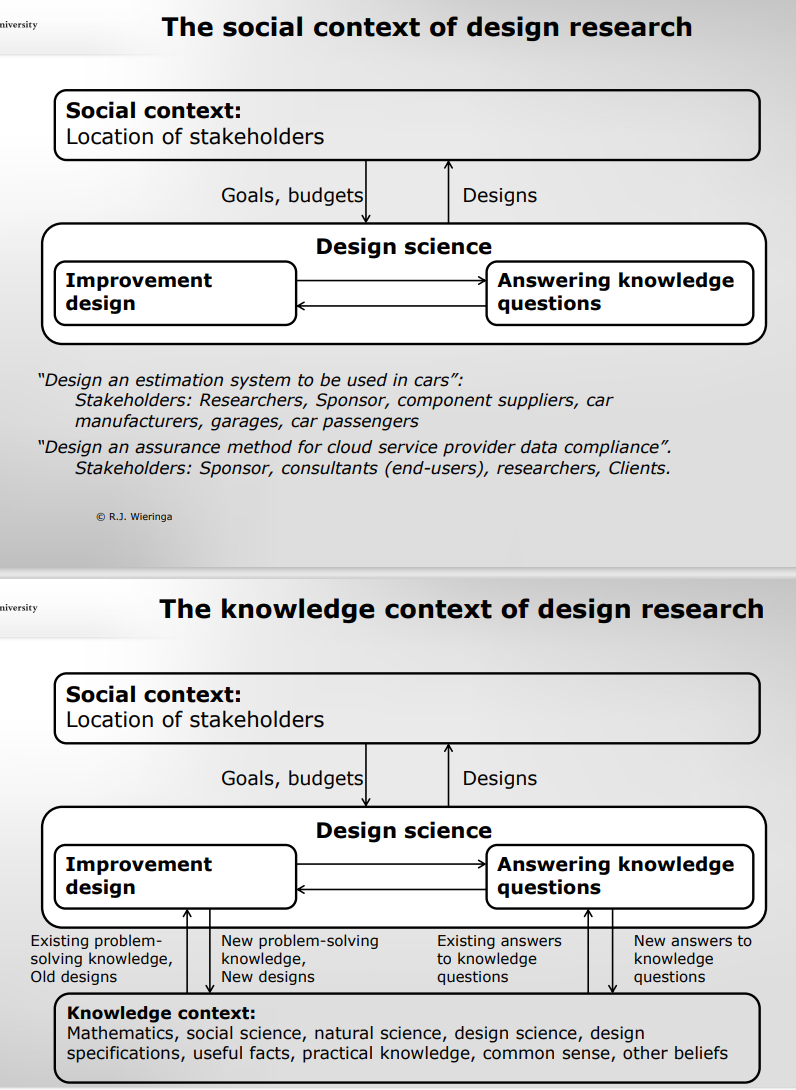 niversity
The social context of design research
Social context:
Location of stakeholders
Goals, budgets
Designs
Design science
Improvement
design
Answering knowledge
questions
“Design an estimation system to be used in cars”:
Stakeholders: Researchers, Sponsor, component suppliers, car
manufacturers, garages, car passengers
“Design an assurance method for cloud service provider data compliance”.
Stakeholders: Sponsor, consultants (end-users), researchers, Clients.
© R.J. Wieringa
niversity
The knowledge context of design research
Social context:
Location of stakeholders
Goals, budgets
Designs
Design science
Improvement
design
Answering knowledge
questions
Existing problem-
solving knowledge,
Old designs
New problem-solving
knowledge,
New designs
Existing answers
to knowledge
questions
New answers to
knowledge
questions
Knowledge context:
Mathematics, social science, natural science, design science, design
specifications, useful facts, practical knowledge, common sense, other beliefs